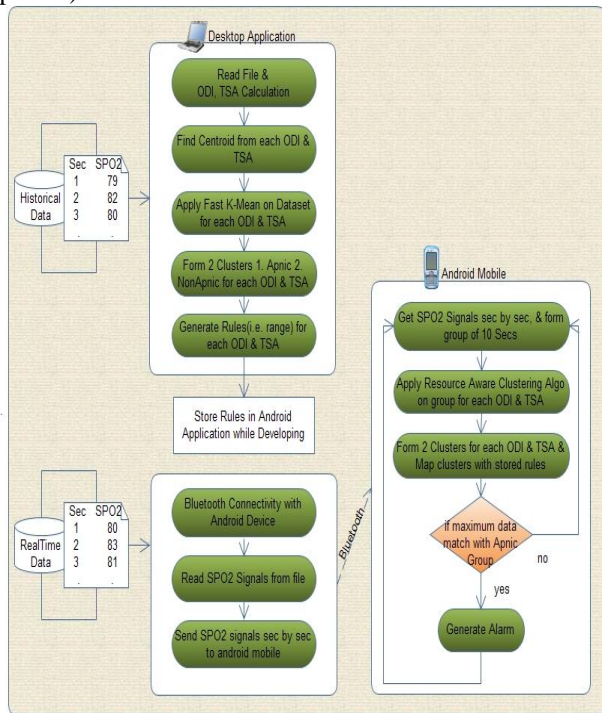 Desktop Application
Read File &
ODI, TSA Calculation
Find Centroid from each ODI &
TSA
Sec SPO2
1 79
2 82
3 80
. .
Historical
Data
Apply Fast K-Mean on Dataset
for each ODI & TSA
Form 2 Clusters 1. Apnic 2.
NonApnic for each ODI & TSA
Generate Rules(i.e. range) for
each ODI & TSA
Store Rules in Android
Application while Developing
Sec SPO2
1 80
2 83
3 81
. .
RealTime
Data
Bluetooth Connectivity with
Android Device
Read SPO2 Signals from file
Send SPO2 signals sec by sec
to android mobile
Bluetooth
Android Mobile
Get SPO2 Signals sec by sec, & form
group of 10 Secs
Apply Resource Aware Clustering Algo
on group for each ODI & TSA
Form 2 Clusters for each ODI & TSA &
Map clusters with stored rules
if maximum data
match with Apnic
Group
no
yes
Generate Alarm